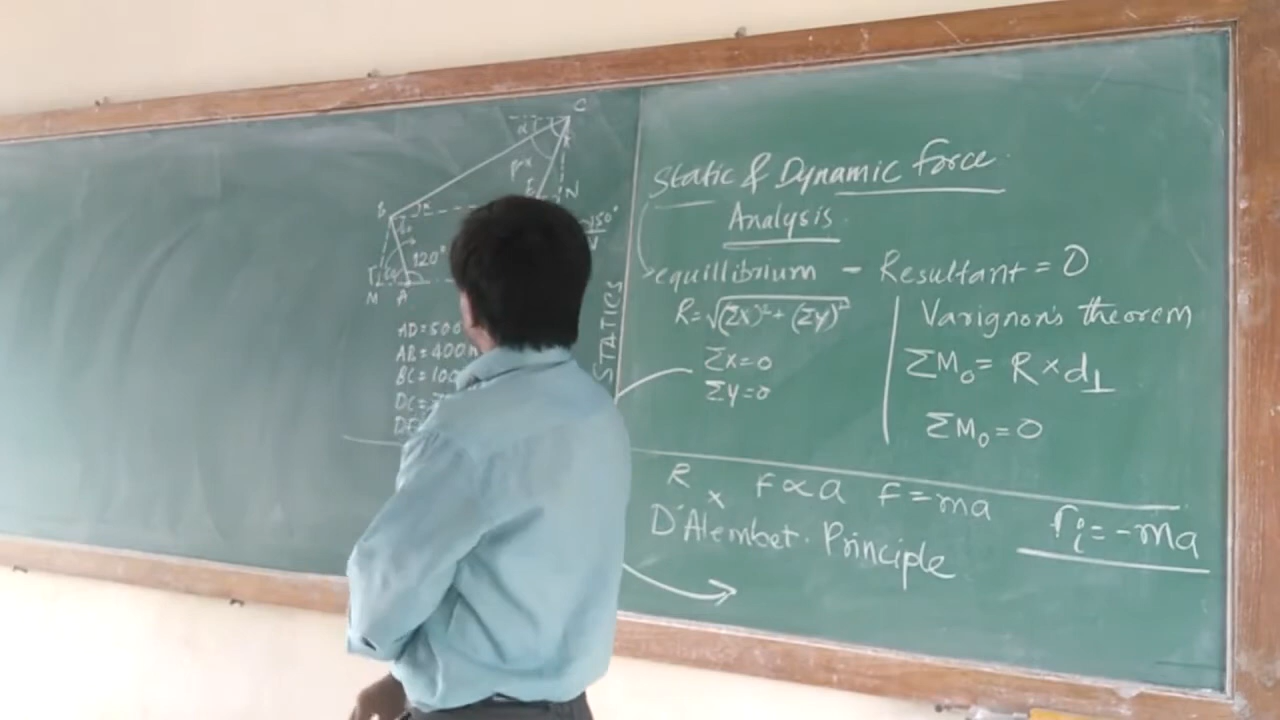 C
α
E
N
B
120°
150°
M A
AD=500
AB=400
BC=100
DC=
DE
STATICS
Static & Dynamic force
Analysis
equillibrium - Resultant = 0
R=√(Σx)²+(Σy)²
Σx=0
Σy=0
Varignon's theorem
ΣM₀= R×d⊥
ΣM₀=0
R × F∝a F=ma
D'Alembet. Principle
Fᵢ=-ma